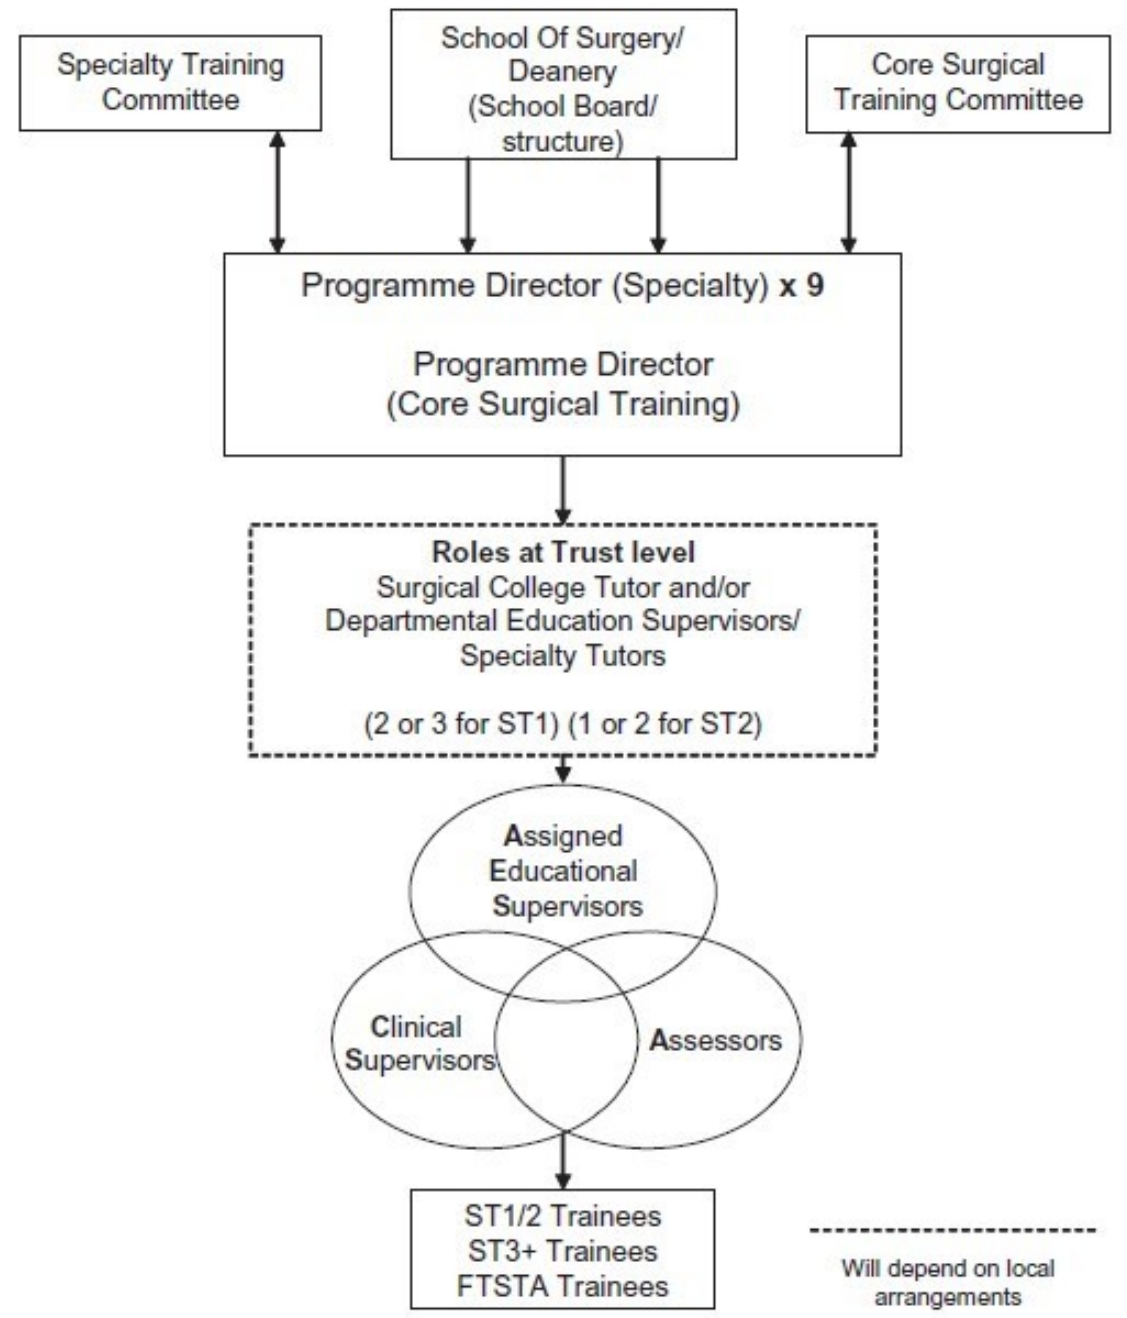 Specialty Training
Committee
School Of Surgery/
Deanery
(School Board/
structure)
Core Surgical
Training Committee
Programme Director (Specialty) x 9
Programme Director
(Core Surgical Training)
Roles at Trust level
Surgical College Tutor and/or
Departmental Education Supervisors/
Specialty Tutors
(2 or 3 for ST1) (1 or 2 for ST2)
Assigned
Educational
Supervisors
Clinical
Supervisors
Assessors
ST1/2 Trainees
ST3+ Trainees
FTSTA Trainees
Will depend on local
arrangements